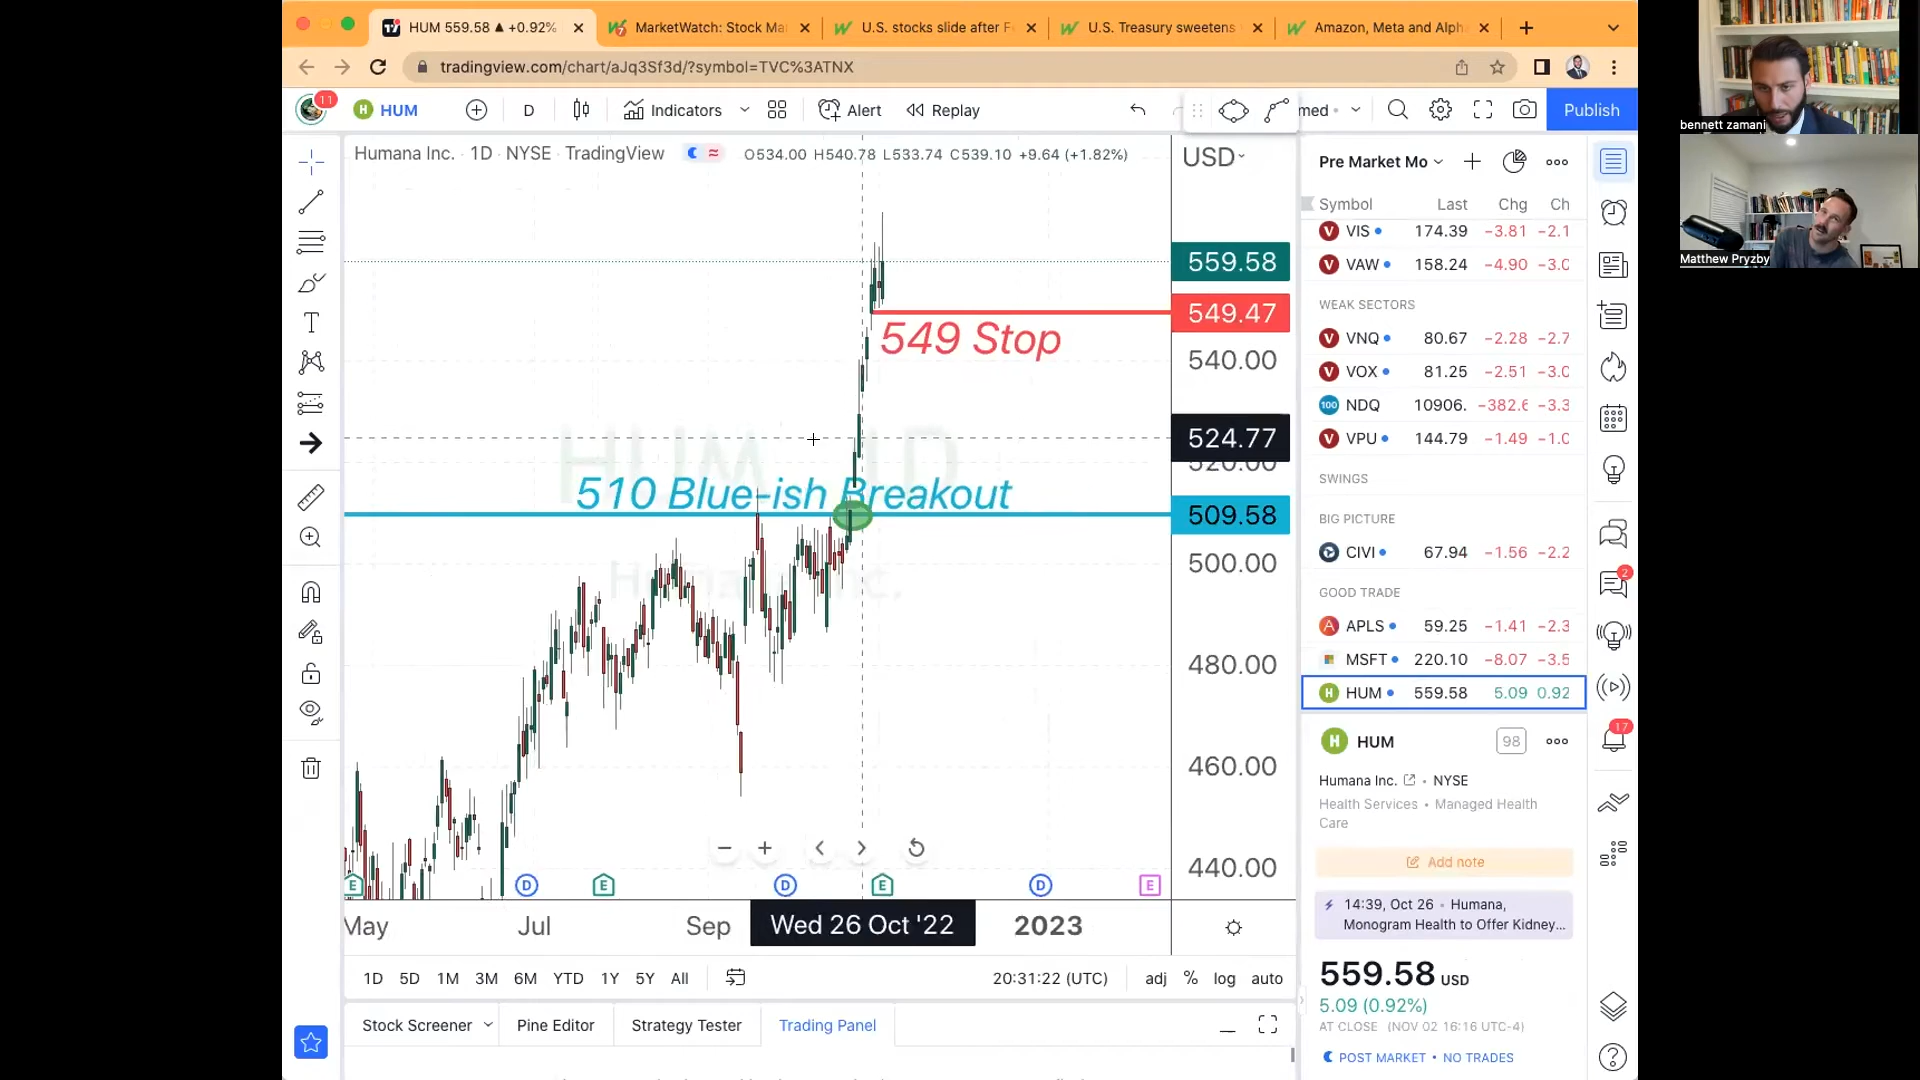 HUM 559.58 ▲ +0.92%
MarketWatch: Stock Ma
U.S. stocks slide after F
U.S. Treasury sweetens
Amazon, Meta and Alph
tradingview.com/chart/aJq3Sf3d/?symbol=TVC%3ATNX
11
HUM
D
Indicators
Alert
Replay
med
Publish
Humana Inc. · 1D · NYSE · TradingView
O534.00 H540.78 L533.74 C539.10 +9.64 (+1.82%)
USD
559.58
549.47
549 Stop
540.00
524.77
520.00
510 Blue-ish Breakout
509.58
500.00
480.00
460.00
440.00
HUM, 1D
Humana Inc.
E D E D E D E
May
Jul
Sep
Wed 26 Oct '22
2023
1D 5D 1M 3M 6M YTD 1Y 5Y All
20:31:22 (UTC)
adj % log auto
Stock Screener
Pine Editor
Strategy Tester
Trading Panel
Pre Market Mo
Symbol Last Chg Ch
VIS 174.39 −3.81 −2.1
VAW 158.24 −4.90 −3.0
WEAK SECTORS
VNQ 80.67 −2.28 −2.7
VOX 81.25 −2.51 −3.0
100 NDQ 10906. −382.6 −3.3
VPU 144.79 −1.49 −1.0
SWINGS
BIG PICTURE
CIVI 67.94 −1.56 −2.2
GOOD TRADE
APLS 59.25 −1.41 −2.3
MSFT 220.10 −8.07 −3.5
HUM 559.58 5.09 0.92
HUM
98
Humana Inc. • NYSE
Health Services • Managed Health
Care
Add note
14:39, Oct 26 • Humana,
Monogram Health to Offer Kidney...
559.58 USD
5.09 (0.92%)
AT CLOSE (NOV 02 16:16 UTC-4)
POST MARKET • NO TRADES
2
17
bennett zamani
Matthew Pryzby